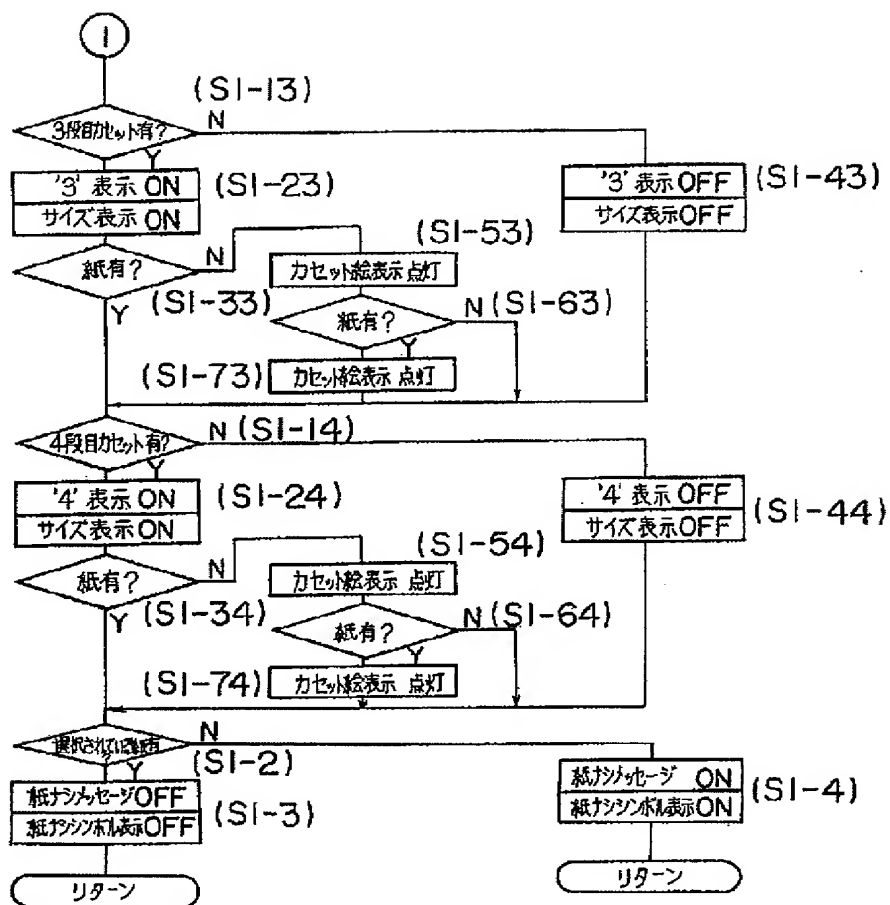 1
(S1-13)
3段目カセット有?
N
Y
'3' 表示 ON
サイズ表示 ON
(S1-23)
'3' 表示 OFF
サイズ表示 OFF
(S1-43)
紙有?
N
Y
(S1-33)
(S1-53)
カセット絵表示 点灯
紙有?
N (S1-63)
Y
(S1-73)
カセット絵表示 点灯
4段目カセット有?
N (S1-14)
Y
'4' 表示 ON
サイズ表示 ON
(S1-24)
'4' 表示 OFF
サイズ表示 OFF
(S1-44)
紙有?
N
Y (S1-34)
(S1-54)
カセット絵表示 点灯
紙有?
N (S1-64)
Y
(S1-74)
カセット絵表示 点灯
選択されている
?
N
Y
(S1-2)
紙ナシメッセージ OFF
紙ナシシンボル表示 OFF
(S1-3)
紙ナシメッセージ ON
紙ナシシンボル表示 ON
(S1-4)
リターン
リターン